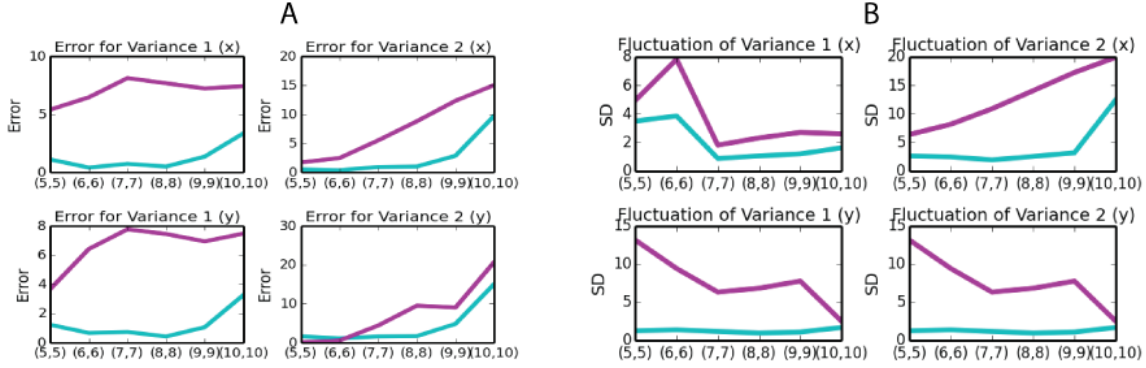 A
B
Error for Variance 1 (x)
Error
10
5
0
(5,5) (6,6) (7,7) (8,8) (9,9) (10,10)
Error for Variance 2 (x)
Error
20
15
10
5
0
(5,5) (6,6) (7,7) (8,8) (9,9) (10,10)
Fluctuation of Variance 1 (x)
SD
8
6
4
2
0
(5,5) (6,6) (7,7) (8,8) (9,9)(10,10)
Fluctuation of Variance 2 (x)
SD
20
15
10
5
0
(5,5) (6,6) (7,7) (8,8) (9,9)(10,10)
Error for Variance 1 (y)
Error
8
6
4
2
0
(5,5) (6,6) (7,7) (8,8) (9,9) (10,10)
Error for Variance 2 (y)
Error
30
20
10
0
(5,5) (6,6) (7,7) (8,8) (9,9) (10,10)
Fluctuation of Variance 1 (y)
SD
15
10
5
0
(5,5) (6,6) (7,7) (8,8) (9,9)(10,10)
Fluctuation of Variance 2 (y)
SD
15
10
5
0
(5,5) (6,6) (7,7) (8,8) (9,9)(10,10)